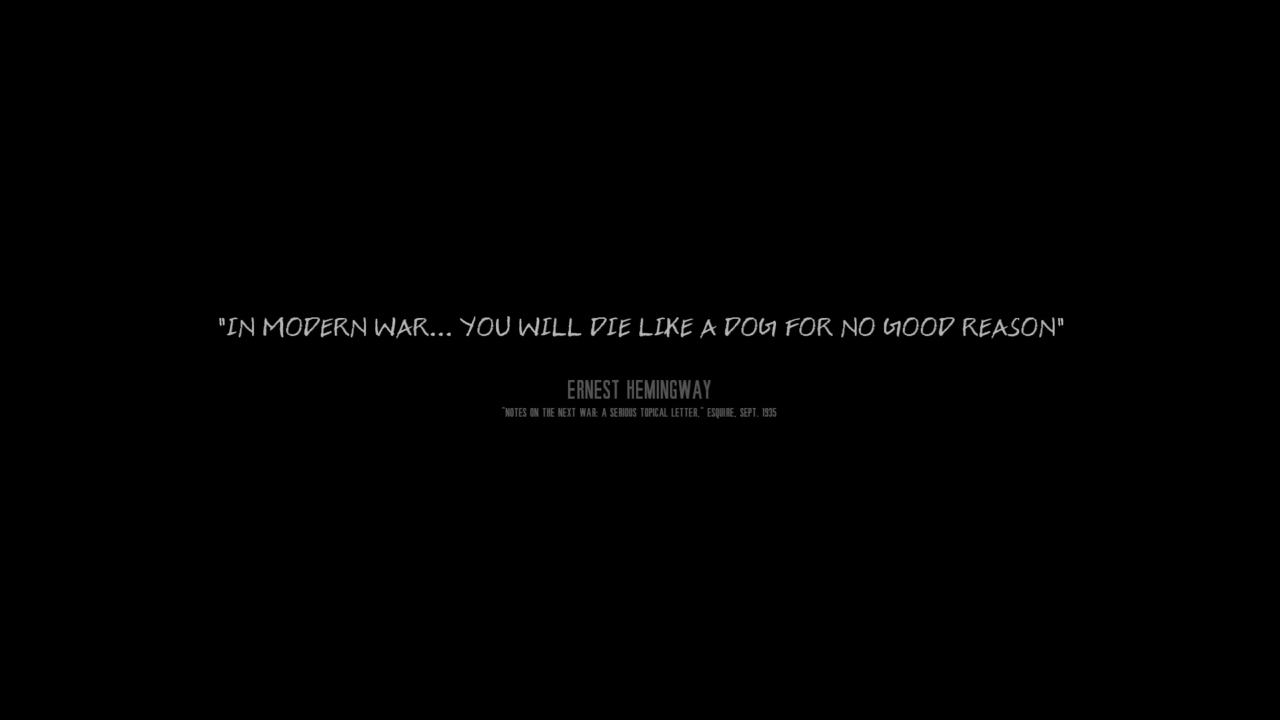 "IN MODERN WAR... YOU WILL DIE LIKE A DOG FOR NO GOOD REASON"
ERNEST HEMINGWAY
"NOTES ON THE NEXT WAR: A SERIOUS TOPICAL LETTER," ESQUIRE, SEPT. 1935